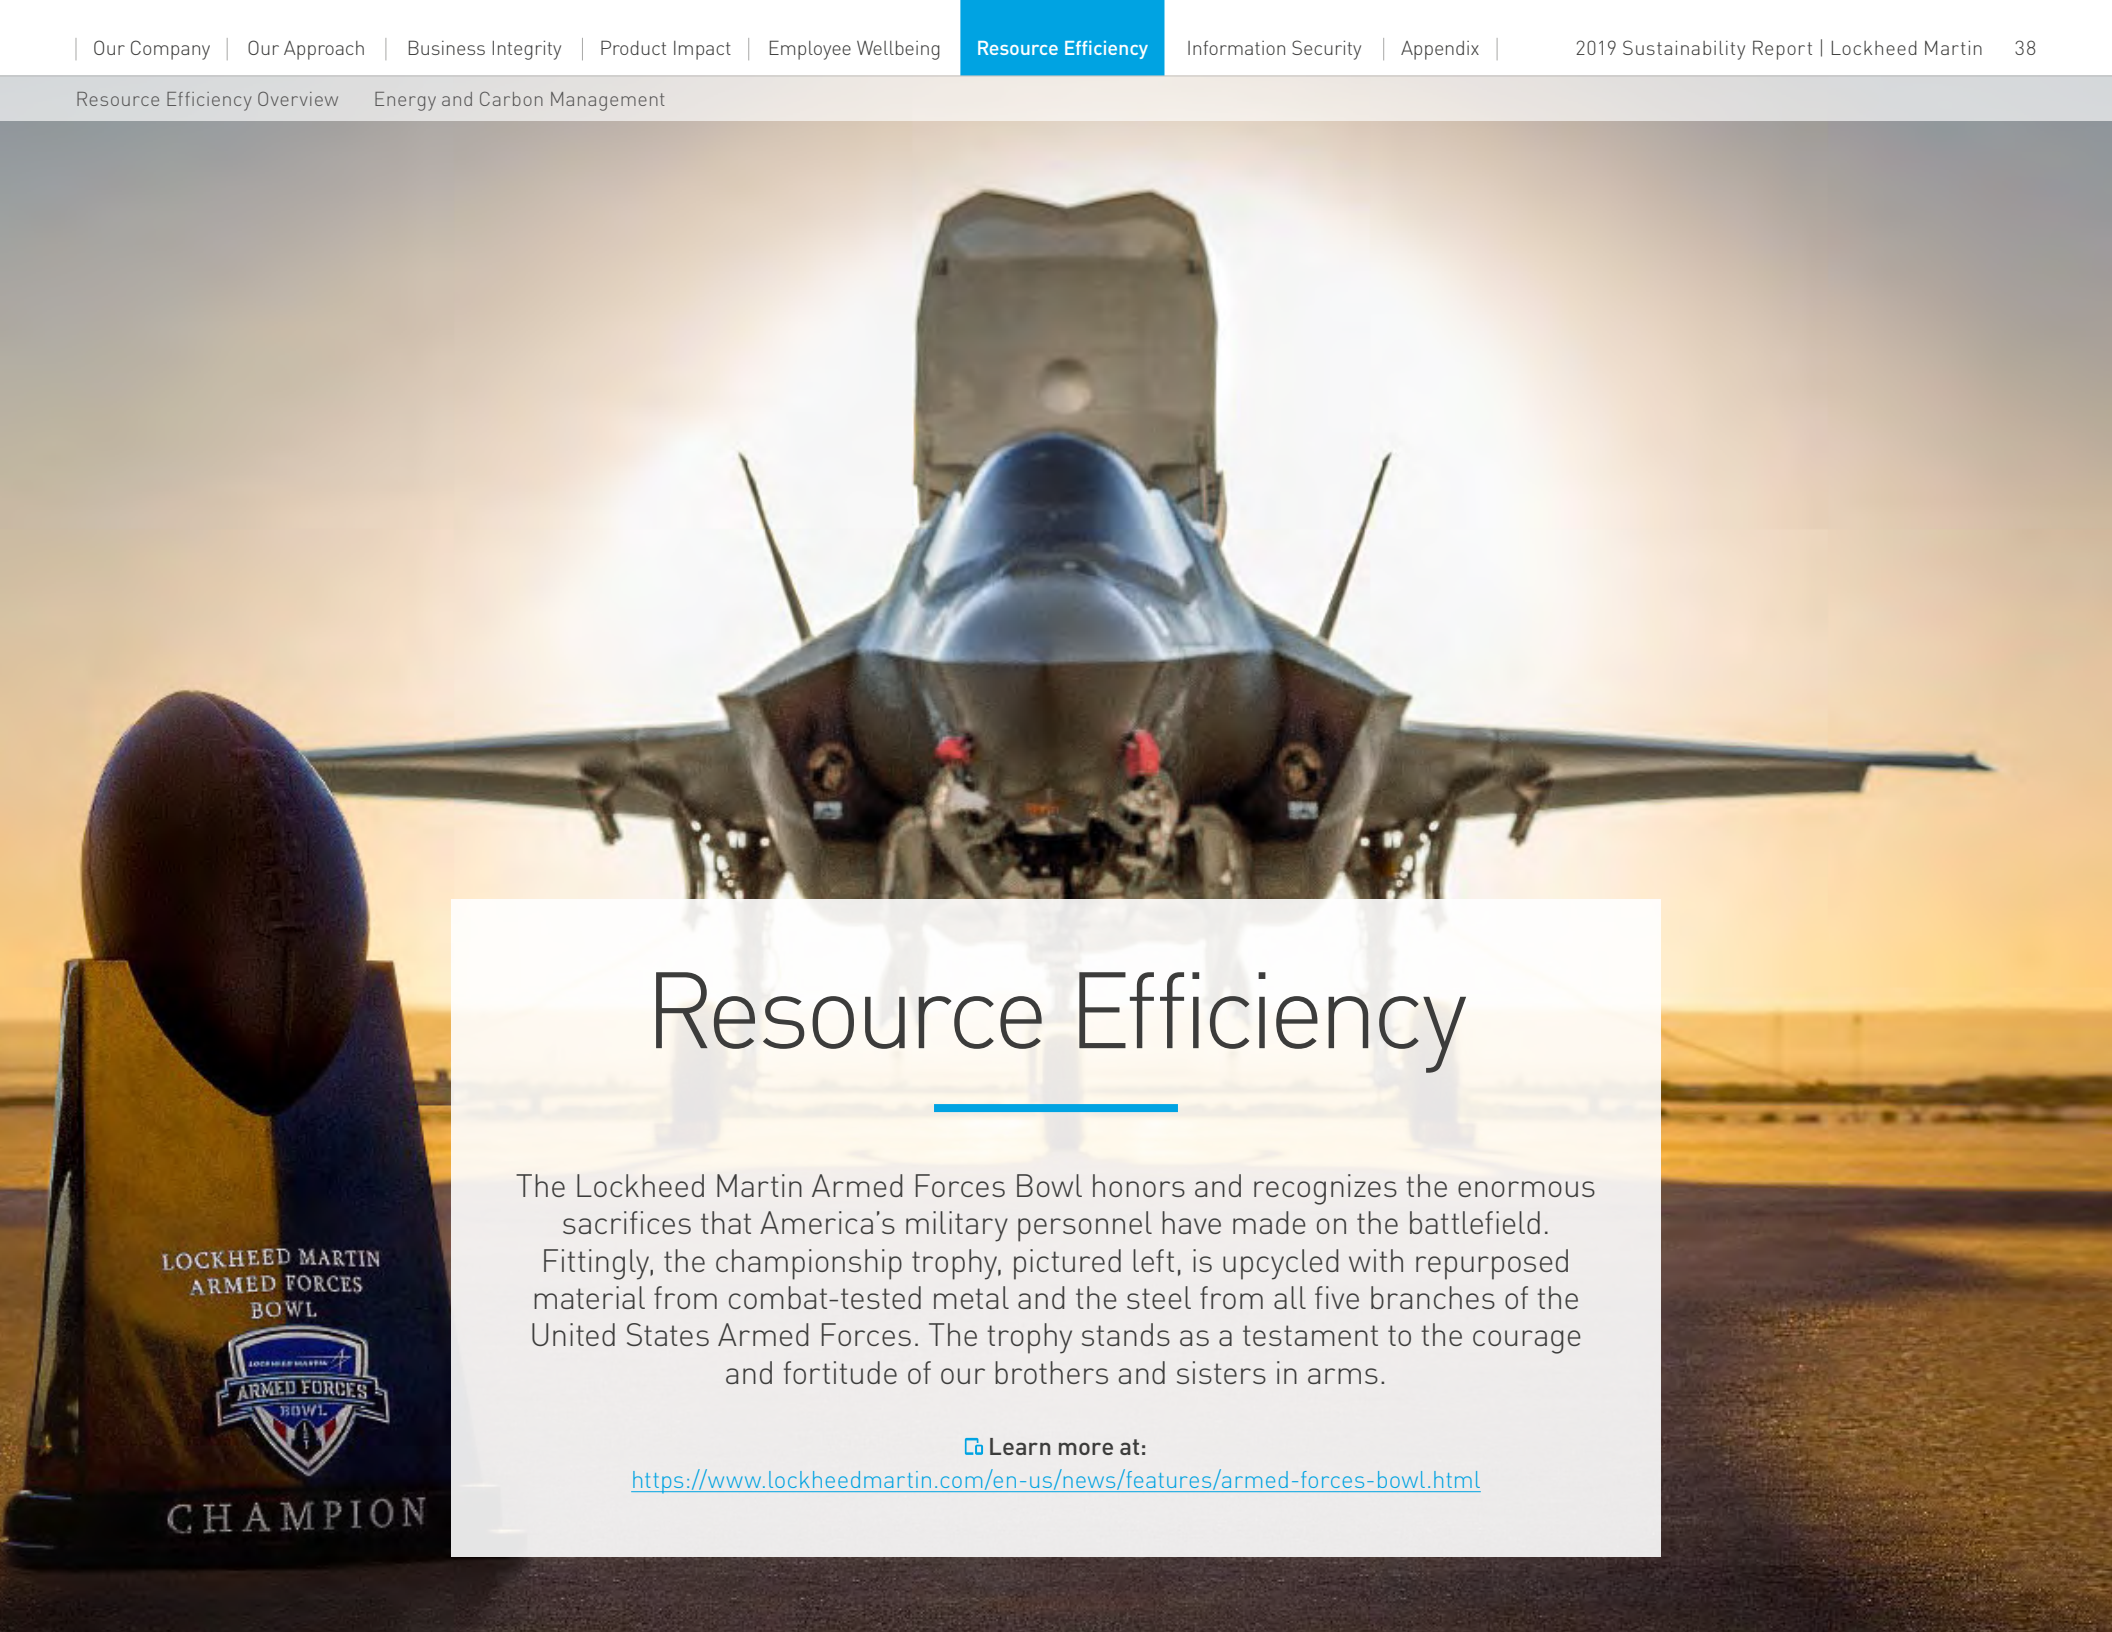 Our Company | Our Approach | Business Integrity | Product Impact | Employee Wellbeing Resource Efficiency Information Security | Appendix | 2019 Sustainability Report | Lockheed Martin 38
Resource Efficiency Overview Energy and Carbon Management
LOCKHEED MARTIN
ARMED FORCES
BOWL
LOCKHEED MARTIN
ARMED FORCES
BOWL
CHAMPION
Resource Efficiency
The Lockheed Martin Armed Forces Bowl honors and recognizes the enormous
sacrifices that America’s military personnel have made on the battlefield.
Fittingly, the championship trophy, pictured left, is upcycled with repurposed
material from combat-tested metal and the steel from all five branches of the
United States Armed Forces. The trophy stands as a testament to the courage
and fortitude of our brothers and sisters in arms.
Learn more at:
https://www.lockheedmartin.com/en-us/news/features/armed-forces-bowl.html